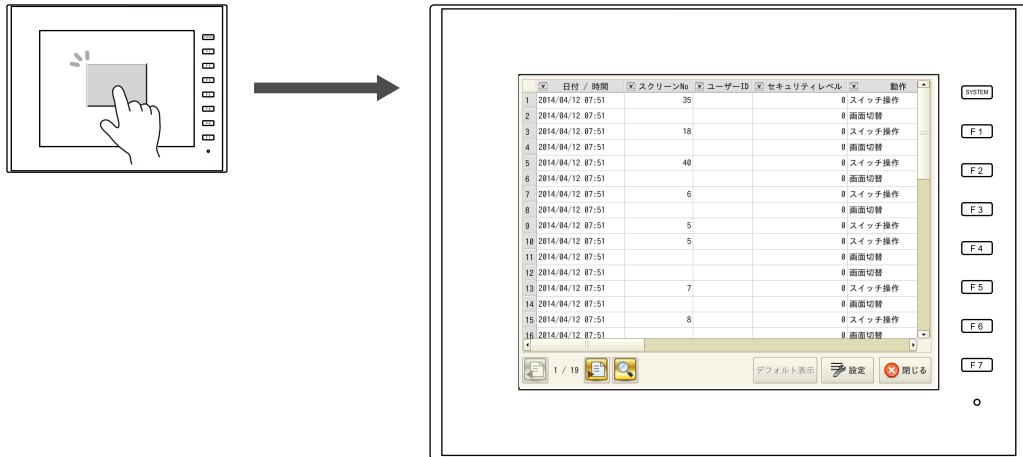 日付 / 時間 スクリーンNo ユーザーID セキュリティレベル 動作
1 2014/04/12 07:51 35 0 スイッチ操作
2 2014/04/12 07:51 0 画面切替
3 2014/04/12 07:51 18 0 スイッチ操作
4 2014/04/12 07:51 0 画面切替
5 2014/04/12 07:51 40 0 スイッチ操作
6 2014/04/12 07:51 0 画面切替
7 2014/04/12 07:51 6 0 スイッチ操作
8 2014/04/12 07:51 0 画面切替
9 2014/04/12 07:51 5 0 スイッチ操作
10 2014/04/12 07:51 5 0 スイッチ操作
11 2014/04/12 07:51 0 画面切替
12 2014/04/12 07:51 0 画面切替
13 2014/04/12 07:51 7 0 スイッチ操作
14 2014/04/12 07:51 0 画面切替
15 2014/04/12 07:51 8 0 スイッチ操作
16 2014/04/12 07:51 0 画面切替
1 / 19 デフォルト表示 設定 閉じる
SYSTEM
F1
F2
F3
F4
F5
F6
F7